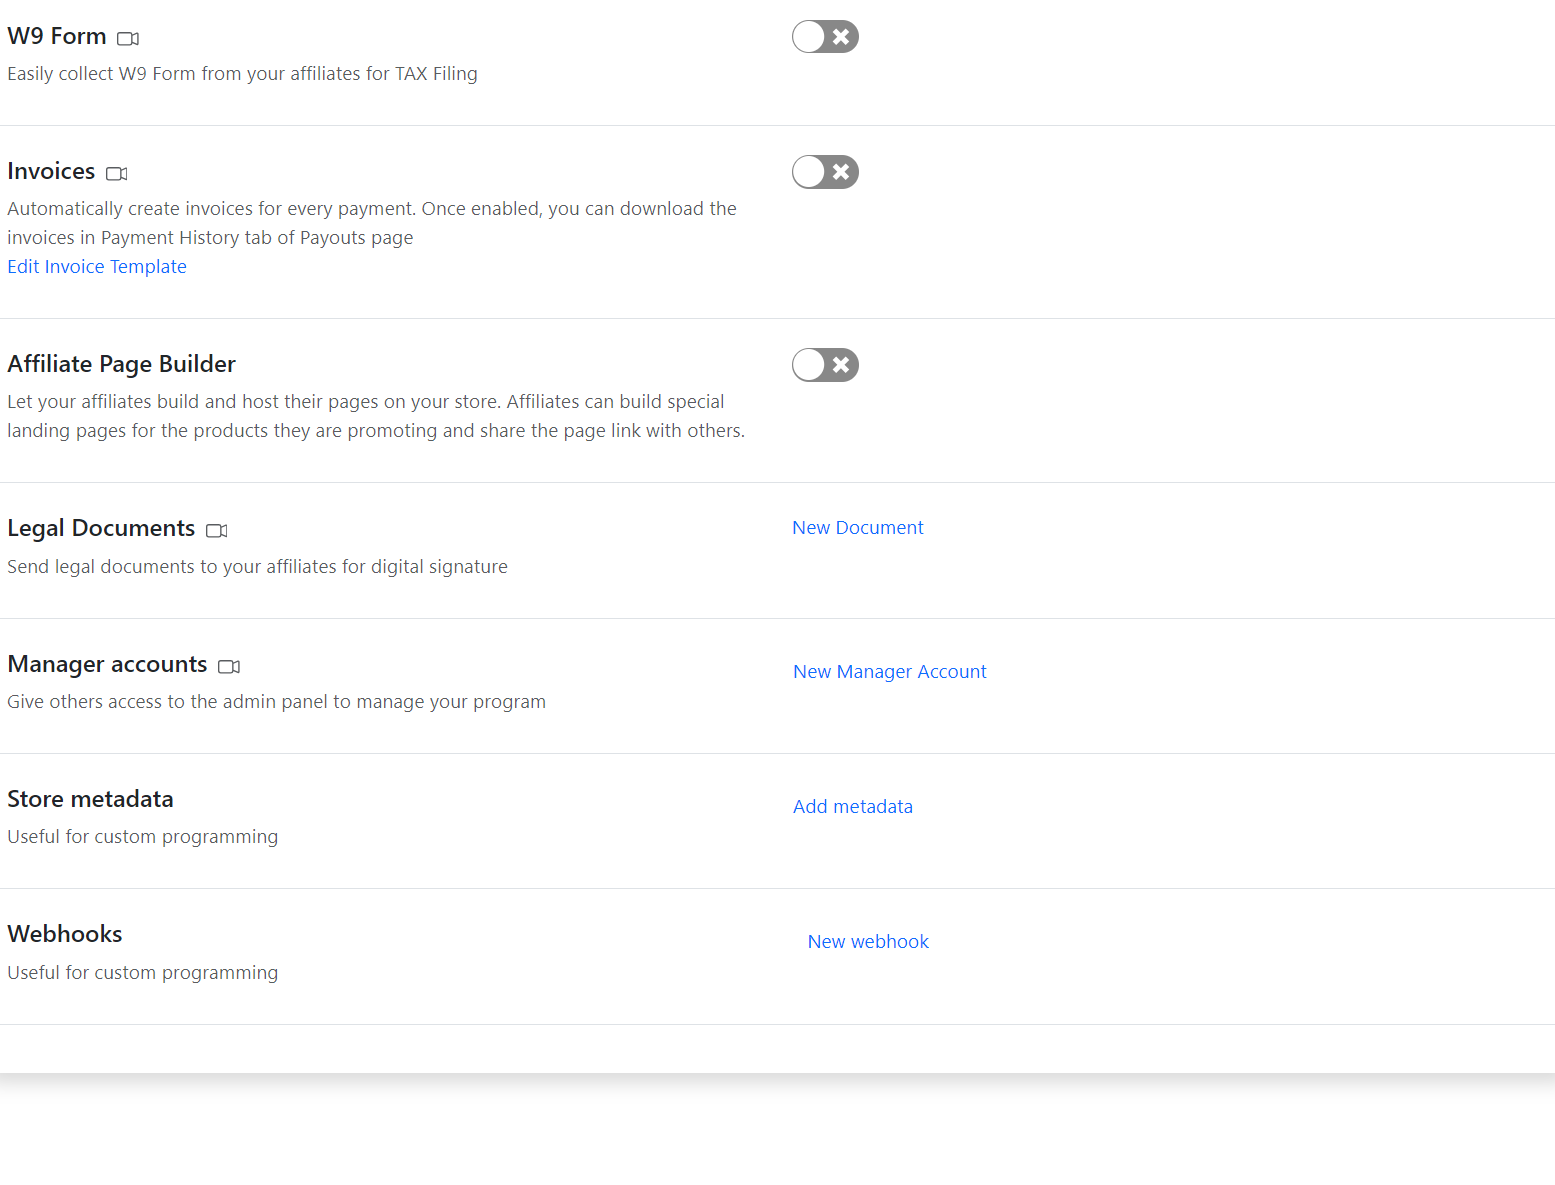 W9 Form
Easily collect W9 Form from your affiliates for TAX Filing
Invoices
Automatically create invoices for every payment. Once enabled, you can download the
invoices in Payment History tab of Payouts page
Edit Invoice Template
Affiliate Page Builder
Let your affiliates build and host their pages on your store. Affiliates can build special
landing pages for the products they are promoting and share the page link with others.
Legal Documents
New Document
Send legal documents to your affiliates for digital signature
Manager accounts
New Manager Account
Give others access to the admin panel to manage your program
Store metadata
Add metadata
Useful for custom programming
Webhooks
New webhook
Useful for custom programming